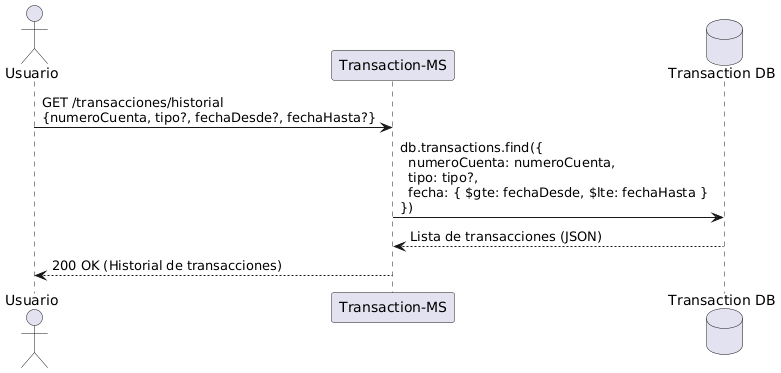 Usuario
Transaction-MS
Transaction DB
GET /transacciones/historial
{numeroCuenta, tipo?, fechaDesde?, fechaHasta?}
db.transactions.find({
  numeroCuenta: numeroCuenta,
  tipo: tipo?,
  fecha: { $gte: fechaDesde, $lte: fechaHasta }
})
Lista de transacciones (JSON)
200 OK (Historial de transacciones)
Usuario
Transaction-MS
Transaction DB